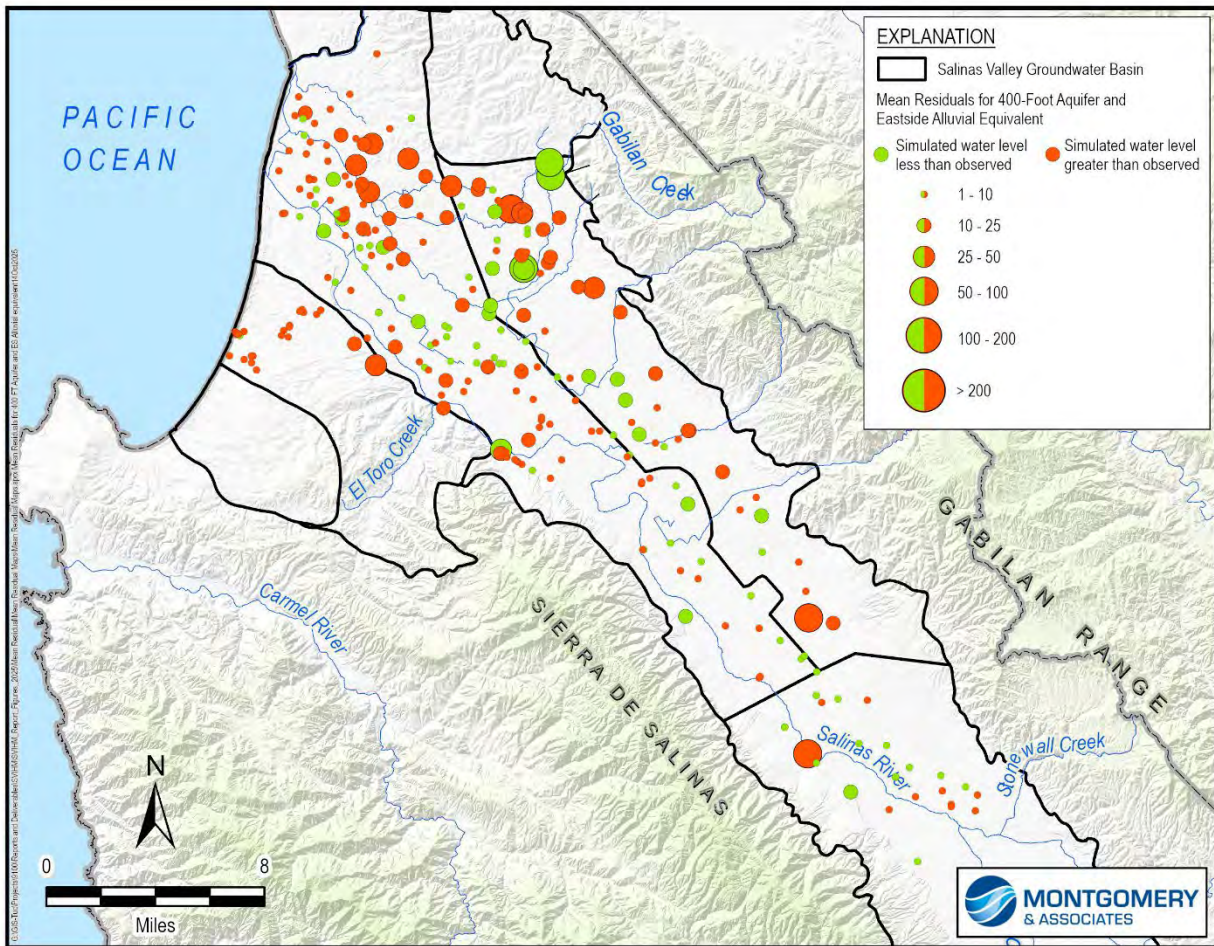 EXPLANATION
Salinas Valley Groundwater Basin
Mean Residuals for 400-Foot Aquifer and
Eastside Alluvial Equivalent
Simulated water level
less than observed
Simulated water level
greater than observed
1 - 10
10 - 25
25 - 50
50 - 100
100 - 200
> 200
PACIFIC
OCEAN
Gabilan Creek
El Toro Creek
Carmel River
SIERRA DE SALINAS
GABILAN RANGE
Salinas River
Stonewall Creek
N
0 8
Miles
MONTGOMERY
& ASSOCIATES